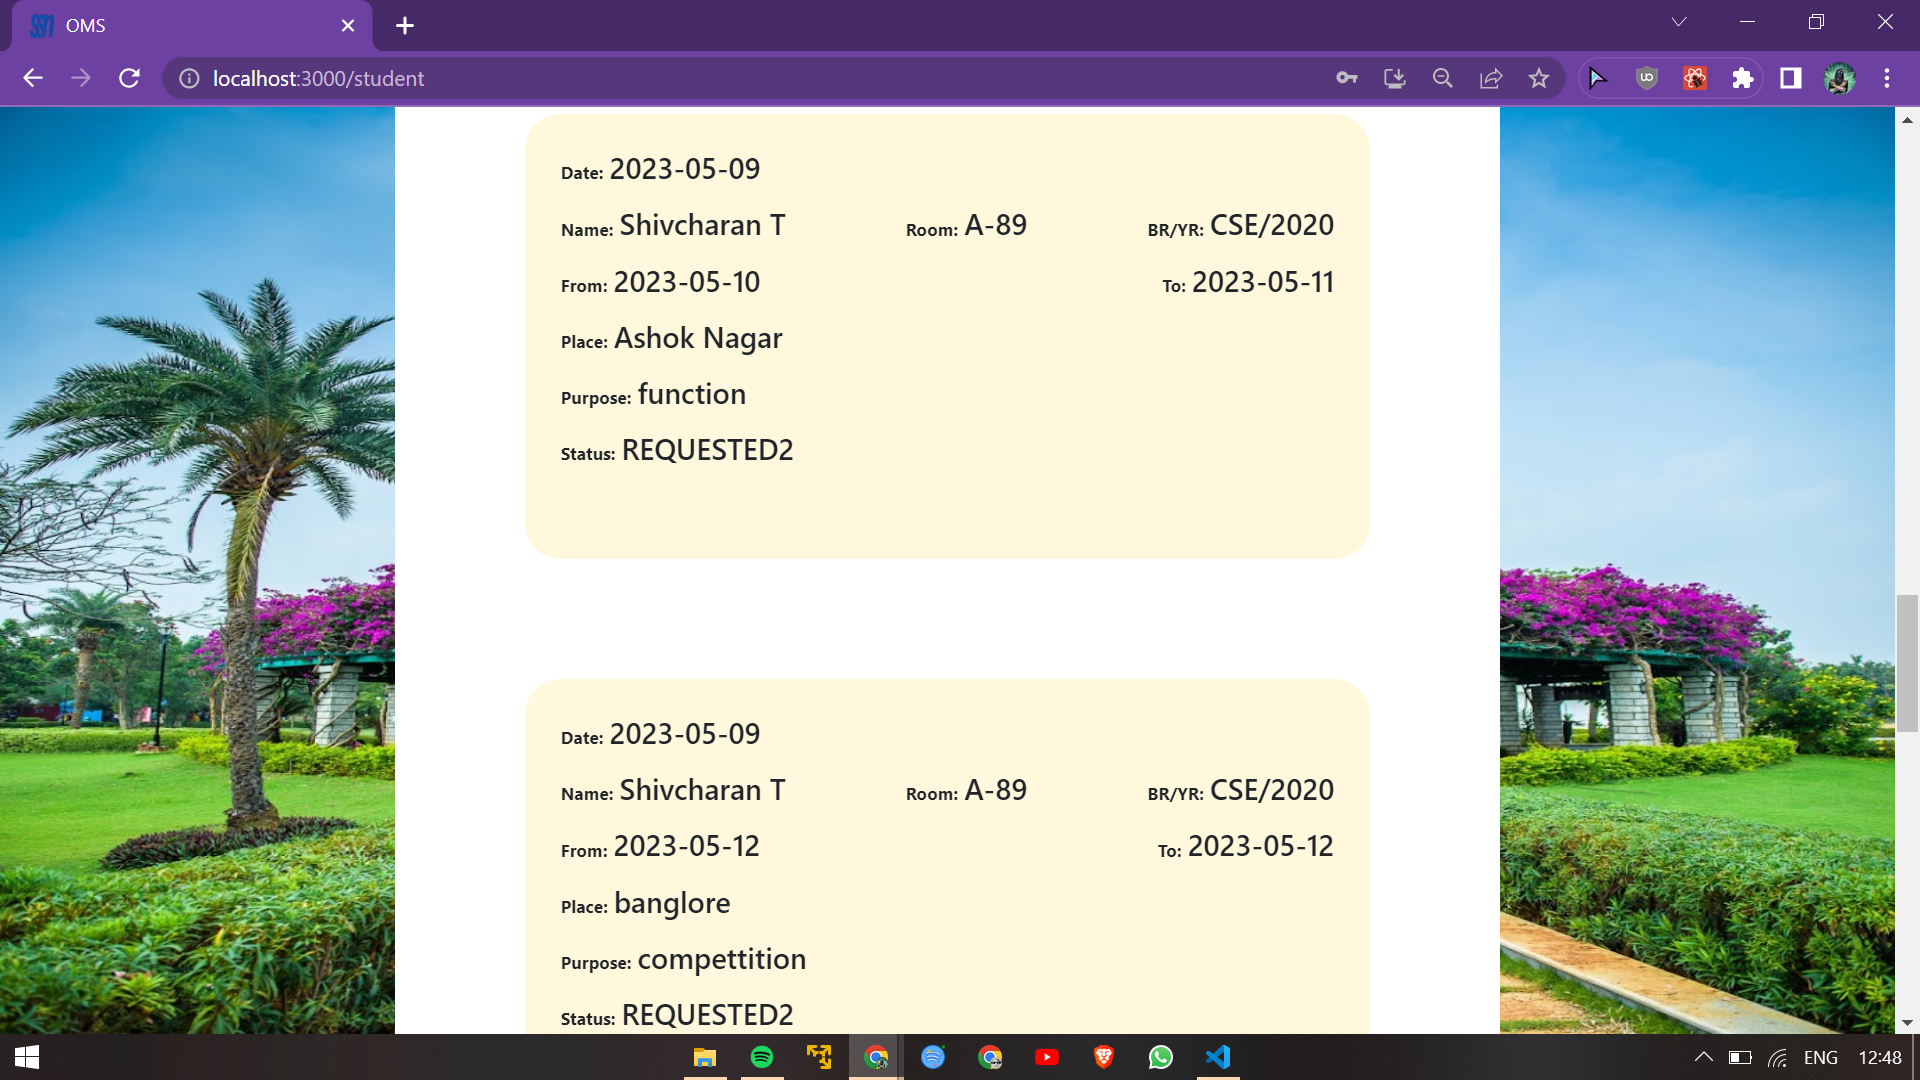 OMS
localhost:3000/student
Date: 2023-05-09
Name: Shivcharan T Room: A-89 BR/YR: CSE/2020
From: 2023-05-10 To: 2023-05-11
Place: Ashok Nagar
Purpose: function
Status: REQUESTED2
Date: 2023-05-09
Name: Shivcharan T Room: A-89 BR/YR: CSE/2020
From: 2023-05-12 To: 2023-05-12
Place: banglore
Purpose: compettition
Status: REQUESTED2
ENG 12:48